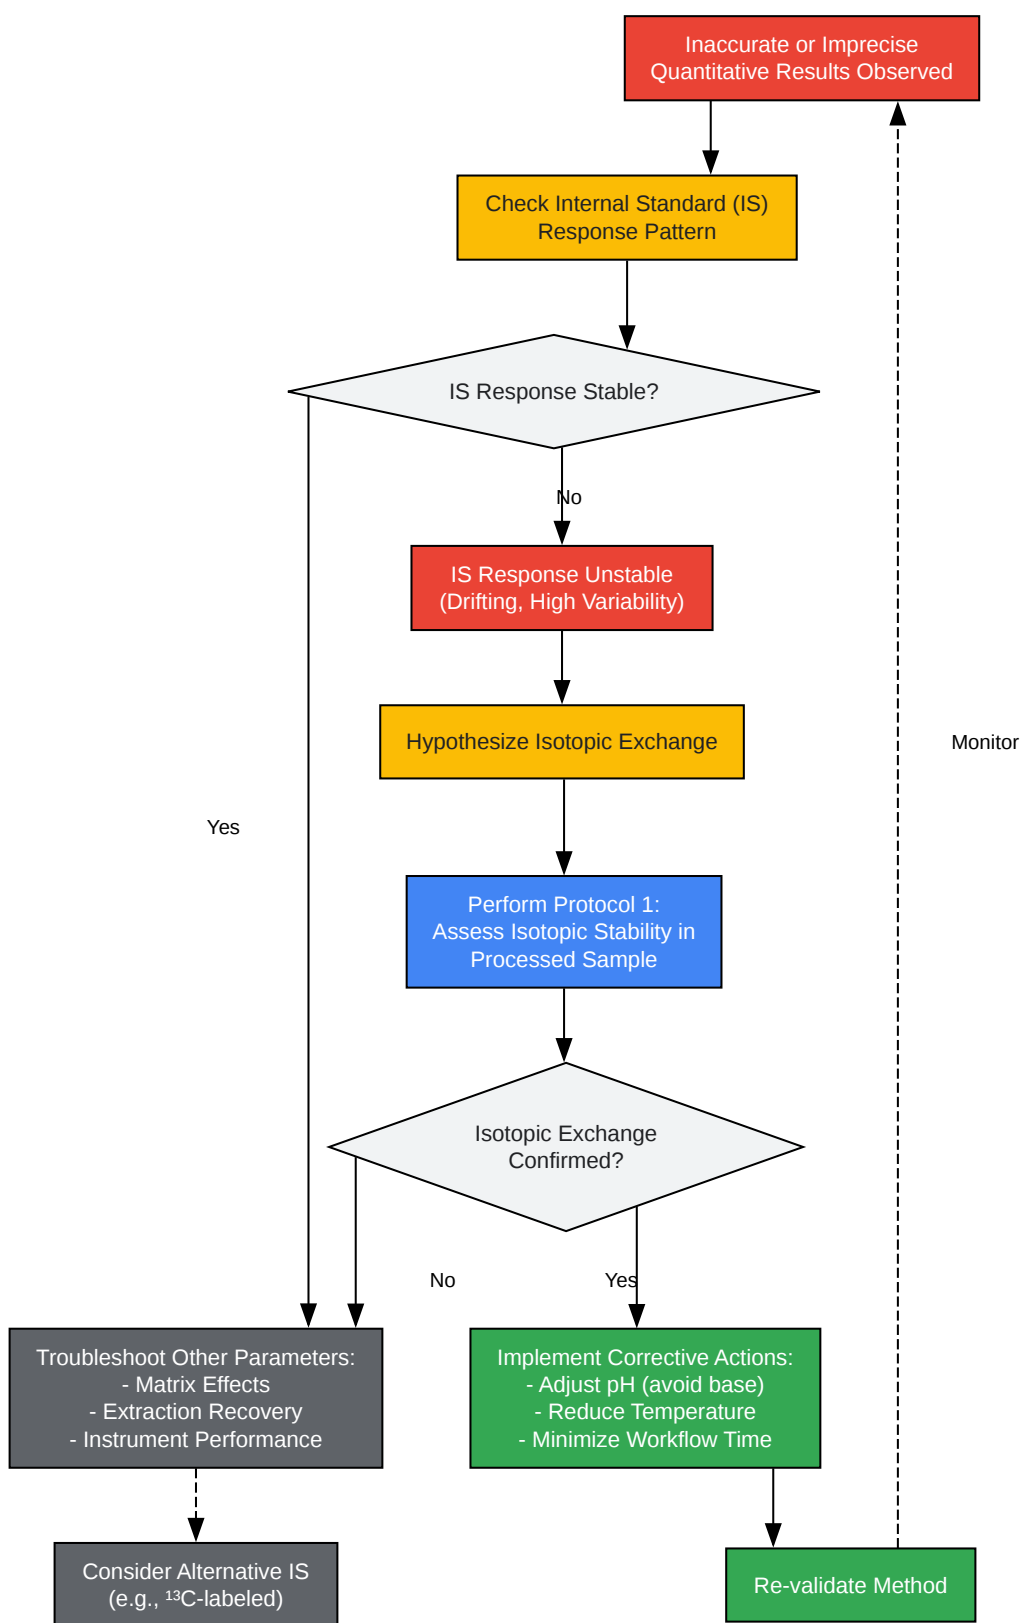 Inaccurate or Imprecise
Quantitative Results Observed
Check Internal Standard (IS)
Response Pattern
IS Response Stable?
No
IS Response Unstable
(Drifting, High Variability)
Hypothesize Isotopic Exchange
Monitor
Yes
Perform Protocol 1:
Assess Isotopic Stability in
Processed Sample
Isotopic Exchange
Confirmed?
No
Yes
Troubleshoot Other Parameters:
- Matrix Effects
- Extraction Recovery
- Instrument Performance
Implement Corrective Actions:
- Adjust pH (avoid base)
- Reduce Temperature
- Minimize Workflow Time
Consider Alternative IS
(e.g., ¹³C-labeled)
Re-validate Method